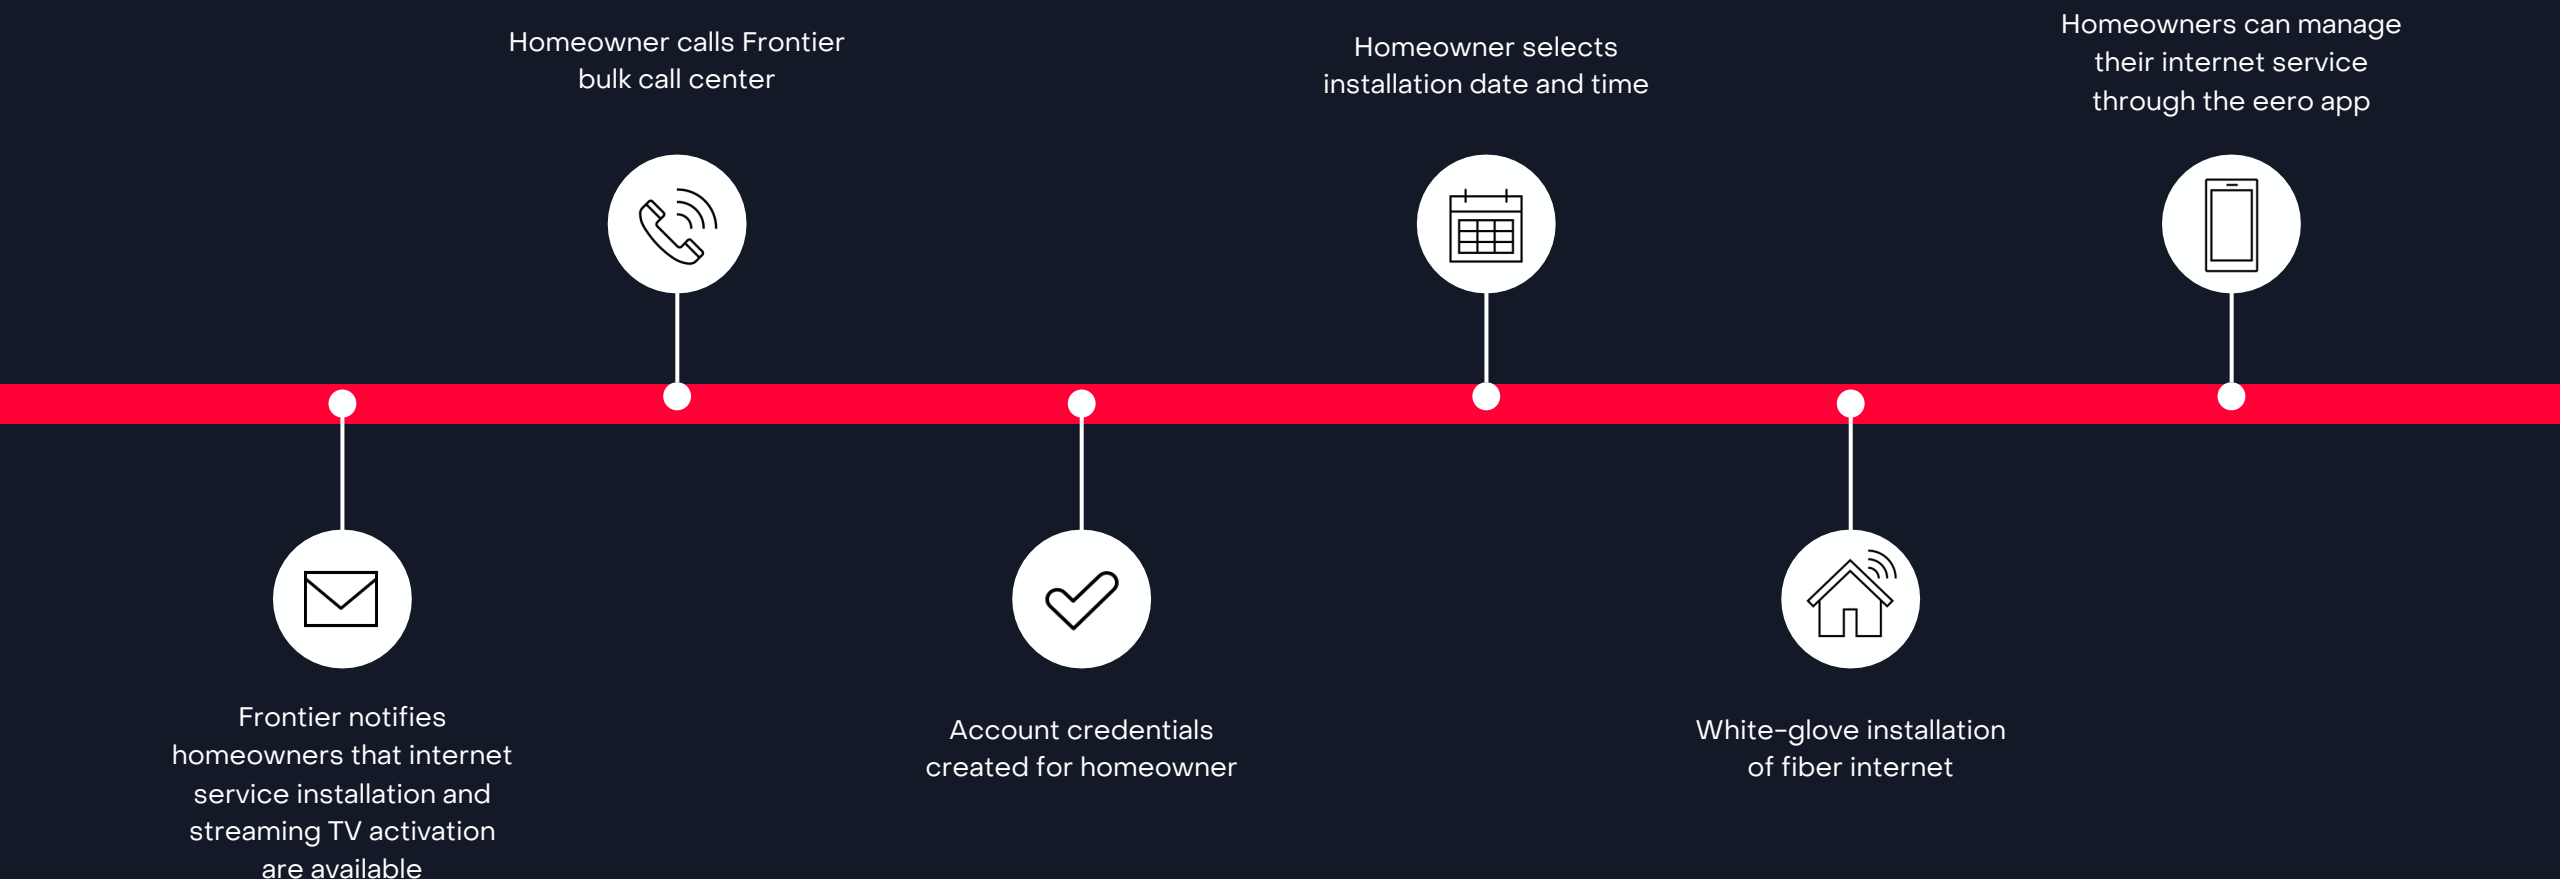 Homeowner calls Frontier
bulk call center
Homeowner selects
installation date and time
Homeowners can manage
their internet service
through the eero app
Frontier notifies
homeowners that internet
service installation and
streaming TV activation
are available
Account credentials
created for homeowner
White-glove installation
of fiber internet